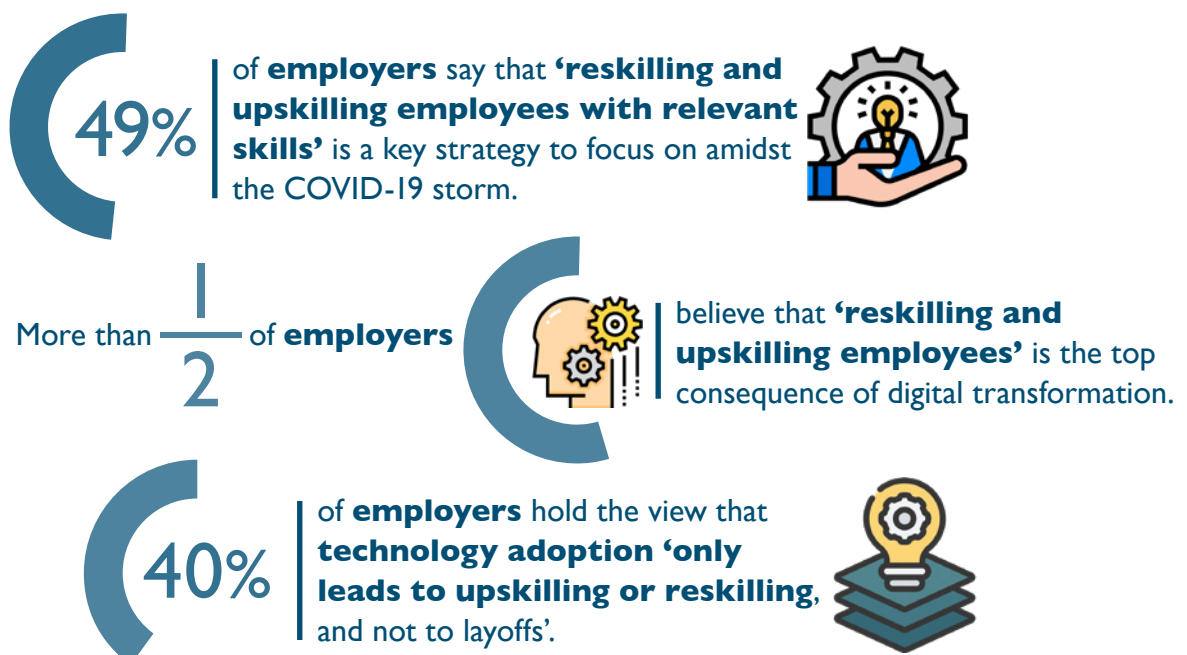 49%
of employers say that ‘reskilling and
upskilling employees with relevant
skills’ is a key strategy to focus on amidst
the COVID-19 storm.
More than 1/2 of employers
believe that ‘reskilling and
upskilling employees’ is the top
consequence of digital transformation.
40%
of employers hold the view that
technology adoption ‘only
leads to upskilling or reskilling,
and not to layoffs’.